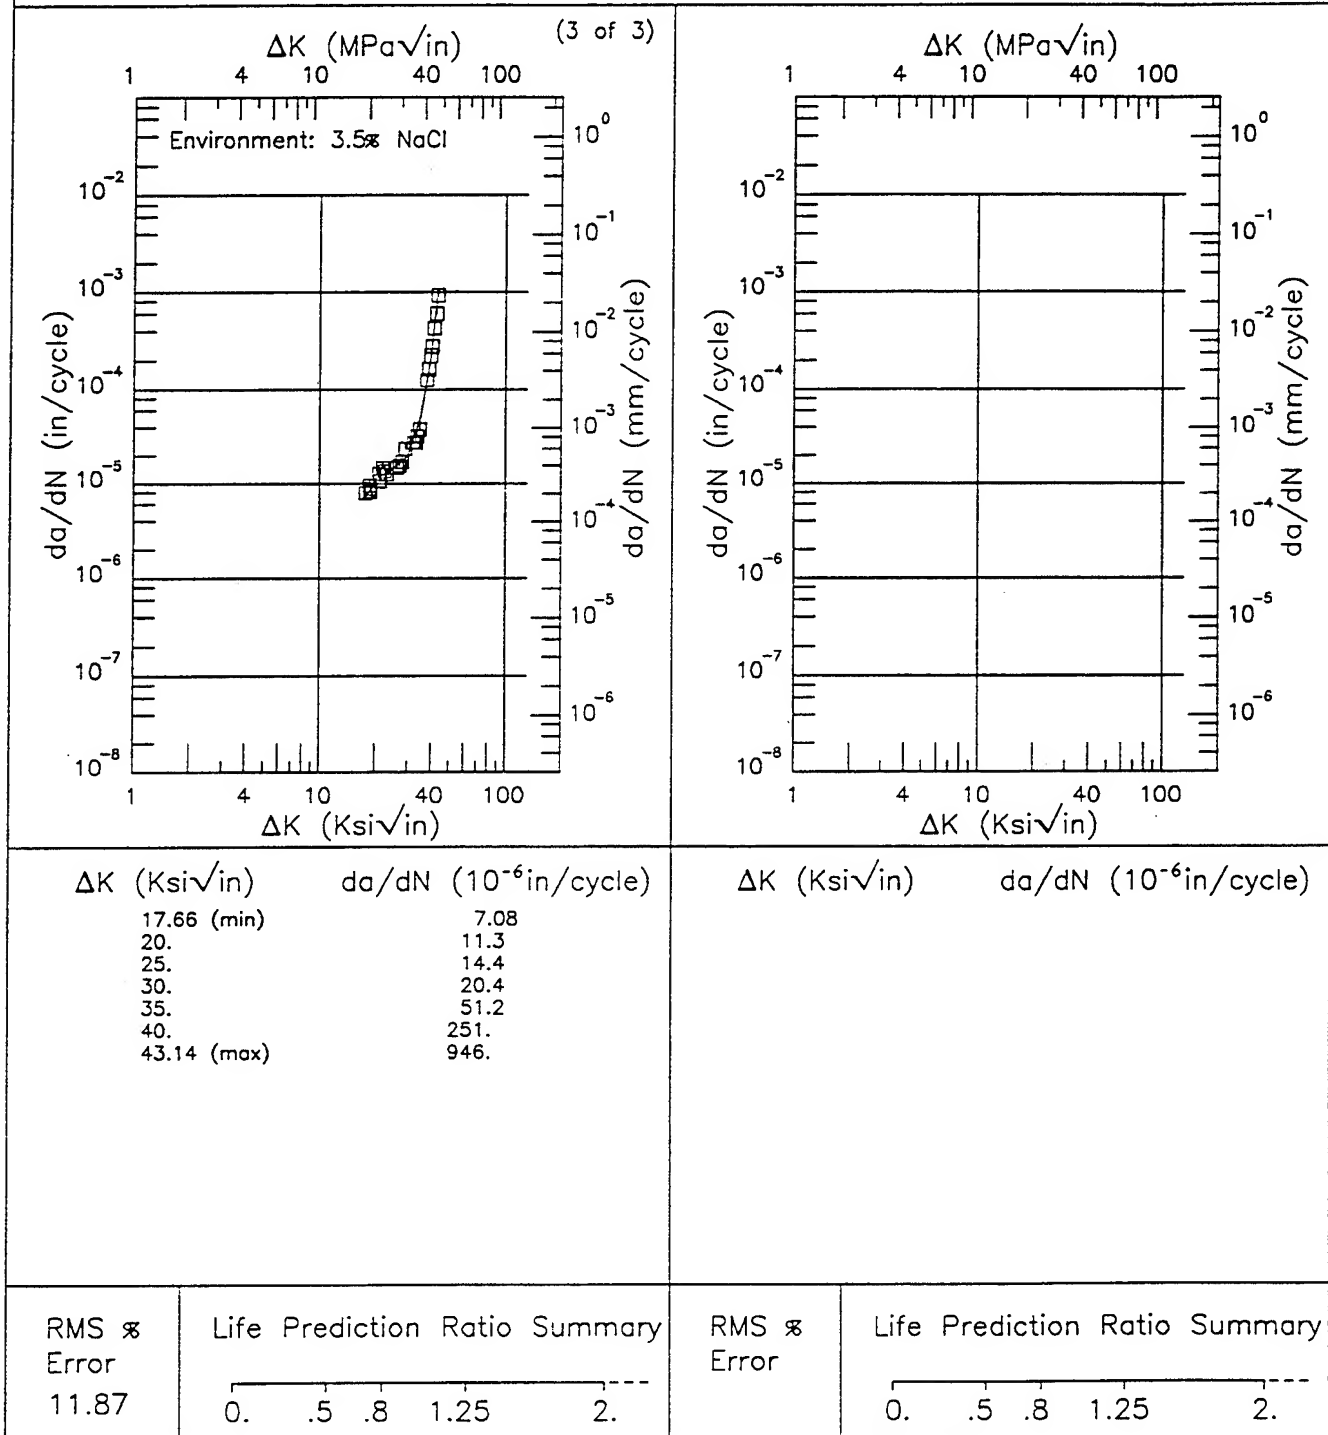 (3 of 3)
ΔK (MPa√in)
1 4 10 40 100
Environment: 3.5% NaCl
da/dN (in/cycle)
10⁻²
10⁻³
10⁻⁴
10⁻⁵
10⁻⁶
10⁻⁷
10⁻⁸
da/dN (mm/cycle)
10⁰
10⁻¹
10⁻²
10⁻³
10⁻⁴
10⁻⁵
10⁻⁶
1 4 10 40 100
ΔK (Ksi√in)
ΔK (MPa√in)
1 4 10 40 100
da/dN (in/cycle)
10⁻²
10⁻³
10⁻⁴
10⁻⁵
10⁻⁶
10⁻⁷
10⁻⁸
da/dN (mm/cycle)
10⁰
10⁻¹
10⁻²
10⁻³
10⁻⁴
10⁻⁵
10⁻⁶
1 4 10 40 100
ΔK (Ksi√in)
ΔK (Ksi√in) da/dN (10⁻⁶in/cycle)
17.66 (min) 7.08
20. 11.3
25. 14.4
30. 20.4
35. 51.2
40. 251.
43.14 (max) 946.
ΔK (Ksi√in) da/dN (10⁻⁶in/cycle)
RMS %
Error
11.87
Life Prediction Ratio Summary
0. .5 .8 1.25 2.
RMS %
Error
Life Prediction Ratio Summary
0. .5 .8 1.25 2.